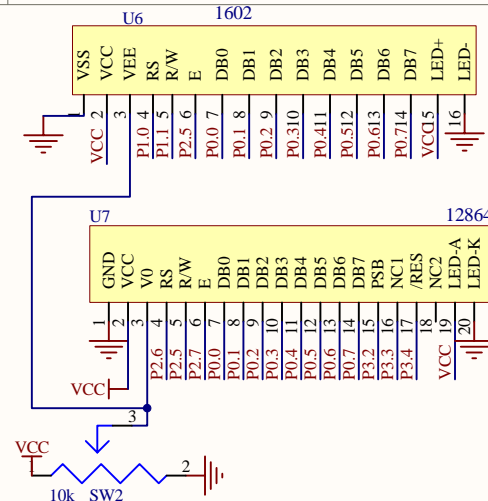 U6 1602
VSS VCC VEE RS R/W E DB0 DB1 DB2 DB3 DB4 DB5 DB6 DB7 LED+ LED-
1 2 3 4 5 6 7 8 9 10 11 12 13 14 15 16
VCC P1.0 P1.1 P2.5 P0.0 P0.1 P0.2 P0.3 P0.4 P0.5 P0.6 P0.7 VCC
U7 12864
GND VCC V0 RS R/W E DB0 DB1 DB2 DB3 DB4 DB5 DB6 DB7 PSB NC1 /RES NC2 LED-A LED-K
1 2 3 4 5 6 7 8 9 10 11 12 13 14 15 16 17 18 19 20
P2.6 P2.5 P2.7 P0.0 P0.1 P0.2 P0.3 P0.4 P0.5 P0.6 P0.7 P3.2 P3.3 P3.4 VCC
VCC
3
VCC
2
10k SW2